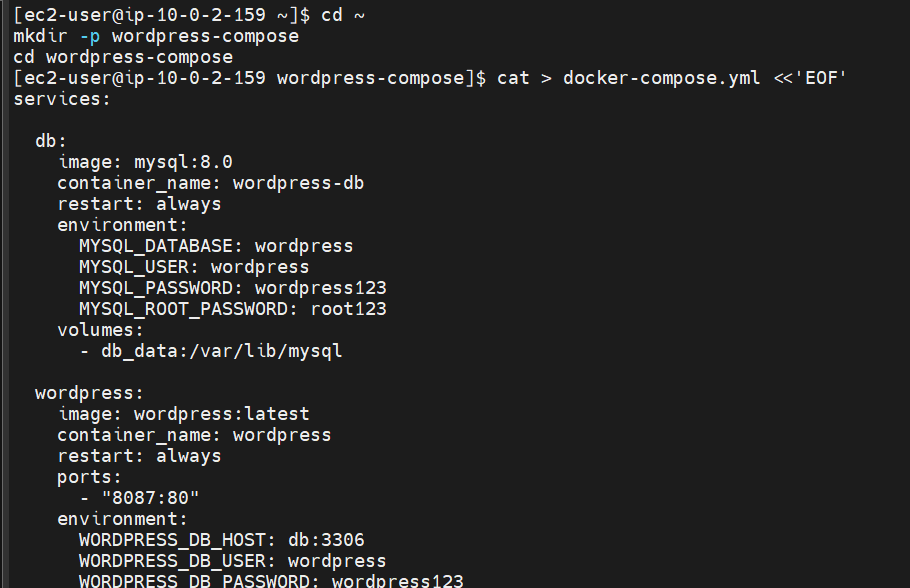 [ec2-user@ip-10-0-2-159 ~]$ cd ~
mkdir -p wordpress-compose
cd wordpress-compose
[ec2-user@ip-10-0-2-159 wordpress-compose]$ cat > docker-compose.yml <<'EOF'
services:

  db:
    image: mysql:8.0
    container_name: wordpress-db
    restart: always
    environment:
      MYSQL_DATABASE: wordpress
      MYSQL_USER: wordpress
      MYSQL_PASSWORD: wordpress123
      MYSQL_ROOT_PASSWORD: root123
    volumes:
      - db_data:/var/lib/mysql

  wordpress:
    image: wordpress:latest
    container_name: wordpress
    restart: always
    ports:
      - "8087:80"
    environment:
      WORDPRESS_DB_HOST: db:3306
      WORDPRESS_DB_USER: wordpress
      WORDPRESS_DB_PASSWORD: wordpress123